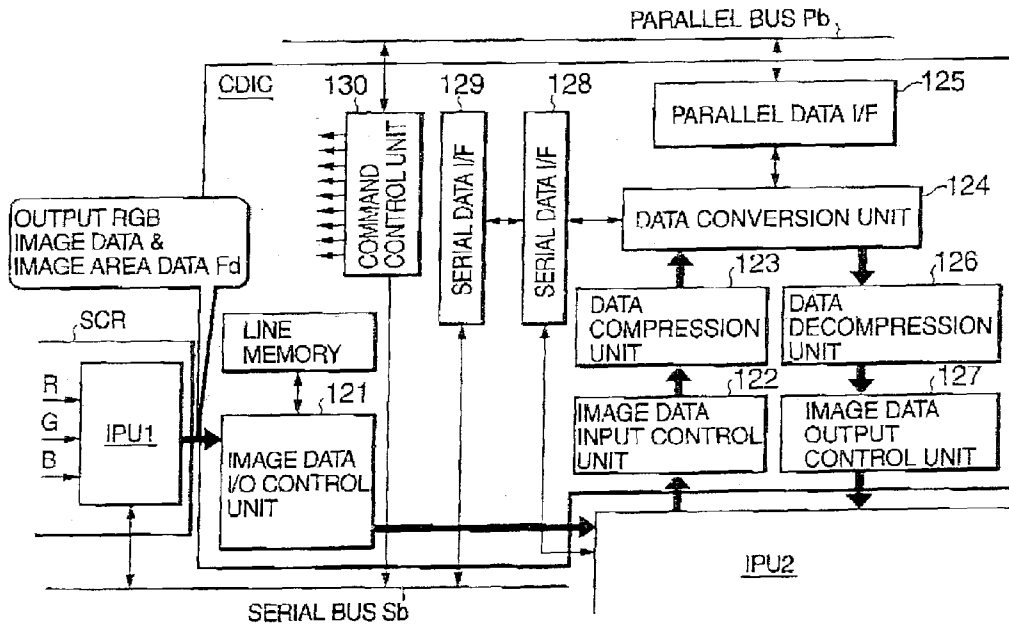 PARALLEL BUS Pb
CDIC
130
129
128
125
PARALLEL DATA I/F
COMMAND
CONTROL UNIT
SERIAL DATA I/F
SERIAL DATA I/F
124
DATA CONVERSION UNIT
OUTPUT RGB
IMAGE DATA &
IMAGE AREA DATA Fd
123
126
DATA
COMPRESSION
UNIT
DATA
DECOMPRESSION
UNIT
SCR
LINE
MEMORY
121
122
127
R
G
B
IPU1
IMAGE DATA
I/O CONTROL
UNIT
IMAGE DATA
INPUT CONTROL
UNIT
IMAGE DATA
OUTPUT
CONTROL UNIT
IPU2
SERIAL BUS Sb